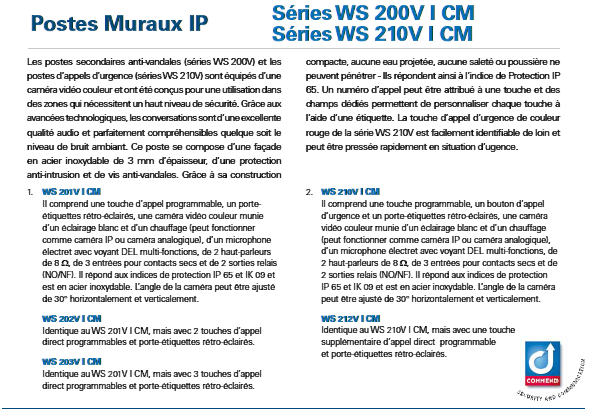 Postes Muraux IP
Séries WS 200V I CM
Séries WS 210V I CM
Les postes secondaires anti-vandales (séries WS 200V) et les
postes d'appels d'urgence (séries WS 210V) sont équipés d'une
caméra vidéo couleur et ont été conçus pour une utilisation dans
des zones qui nécessitent un haut niveau de sécurité. Grâce aux
avancées technologiques, les conversations sont d'une excellente
qualité audio et parfaitement compréhensibles quelque soit le
niveau de bruit ambiant. Ce poste se compose d'une façade
en acier inoxydable de 3 mm d'épaisseur, d'une protection
anti-intrusion et de vis anti-vandales. Grâce à sa construction
compacte, aucune eau projetée, aucune saleté ou poussière ne
peuvent pénétrer - Ils répondent ainsi à l'indice de Protection IP
65. Un numéro d'appel peut être attribué à une touche et des
champs dédiés permettent de personnaliser chaque touche à
l'aide d'une étiquette. La touche d'appel d'urgence de couleur
rouge de la série WS 210V est facilement identifiable de loin et
peut être pressée rapidement en situation d'ugence.
1. WS 201V I CM
Il comprend une touche d'appel programmable, un porte-
étiquettes rétro-éclairés, une caméra vidéo couleur munie
d'un éclairage blanc et d'un chauffage (peut fonctionner
comme caméra IP ou caméra analogique), d'un microphone
électret avec voyant DEL multi-fonctions, de 2 haut-parleurs
de 8 Ω, de 3 entrées pour contacts secs et de 2 sorties relais
(NO/NF). Il répond aux indices de protection IP 65 et IK 09 et
est en acier inoxydable. L'angle de la caméra peut être ajusté
de 30° horizontalement et verticalement.
WS 202V I CM
Identique au WS 201V I CM, mais avec 2 touches d'appel
direct programmables et porte-étiquettes rétro-éclairés.
WS 203V I CM
Identique au WS 201V I CM, mais avec 3 touches d'appel
direct programmables et porte-étiquettes rétro-éclairés.
2. WS 210V I CM
Il comprend une touche programmable, un bouton d'appel
d'urgence et un porte-étiquettes rétro-éclairés, une caméra
vidéo couleur munie d'un éclairage blanc et d'un chauffage
(peut fonctionner comme caméra IP ou caméra analogique),
d'un microphone électret avec voyant DEL multi-fonctions, de
2 haut-parleurs de 8 Ω, de 3 entrées pour contacts secs et de
2 sorties relais (NO/NF). Il répond aux indices de protection
IP 65 et IK 09 et est en acier inoxydable. L'angle de la caméra
peut être ajusté de 30° horizontalement et verticalement.
WS 212V I CM
Identique au WS 210V I CM, mais avec une touche
supplémentaire d'appel direct programmable
et porte-étiquettes rétro-éclairés.
COMMEND
SECURITY AND COMMUNICATION